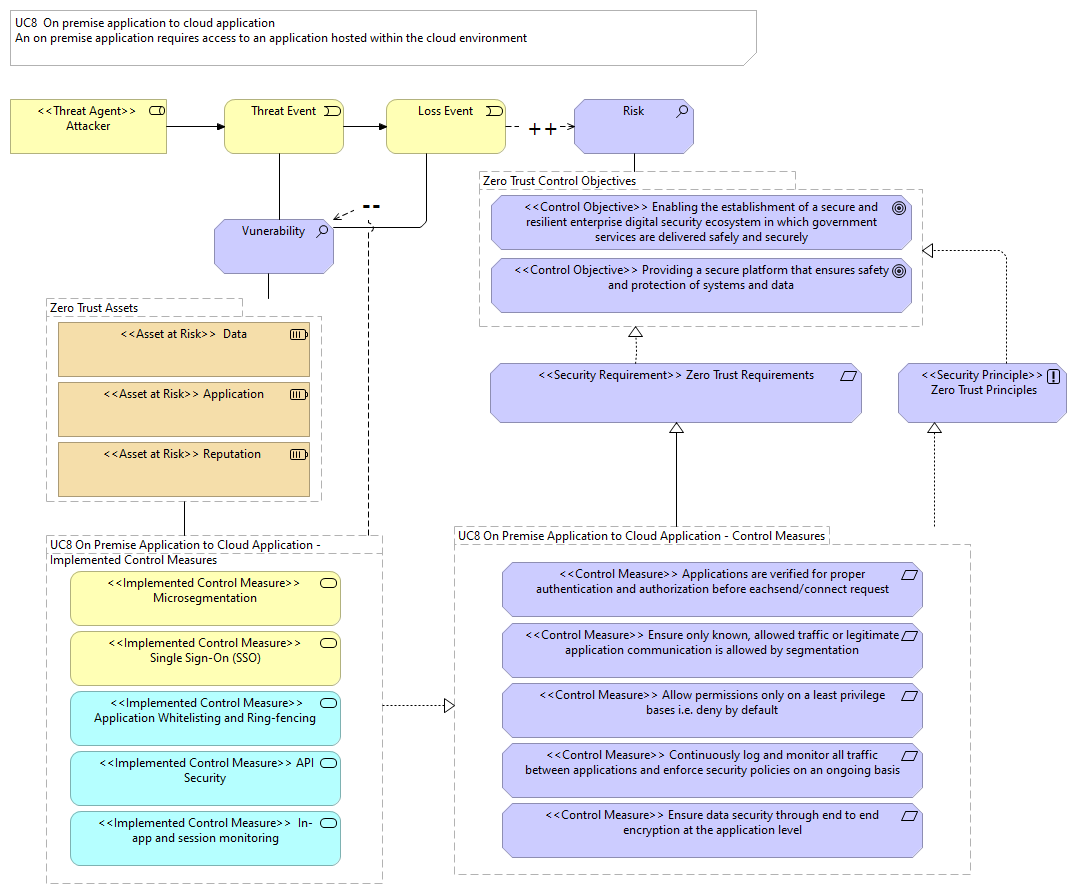 UC8  On premise application to cloud application
An on premise application requires access to an application hosted within the cloud environment
<<Threat Agent>>
Attacker
Threat Event
Loss Event
++
Risk
Zero Trust Control Objectives
<<Control Objective>> Enabling the establishment of a secure and
resilient enterprise digital security ecosystem in which government
services are delivered safely and securely
<<Control Objective>> Providing a secure platform that ensures safety
and protection of systems and data
--
Vunerability
Zero Trust Assets
<<Asset at Risk>>  Data
<<Asset at Risk>> Application
<<Asset at Risk>> Reputation
<<Security Requirement>> Zero Trust Requirements
<<Security Principle>>
Zero Trust Principles
UC8 On Premise Application to Cloud Application -
Implemented Control Measures
<<Implemented Control Measure>>
Microsegmentation
<<Implemented Control Measure>>
Single Sign-On (SSO)
<<Implemented Control Measure>>
Application Whitelisting and Ring-fencing
<<Implemented Control Measure>> API
Security
<<Implemented Control Measure>>  In-
app and session monitoring
UC8 On Premise Application to Cloud Application - Control Measures
<<Control Measure>> Applications are verified for proper
authentication and authorization before eachsend/connect request
<<Control Measure>> Ensure only known, allowed traffic or legitimate
application communication is allowed by segmentation
<<Control Measure>> Allow permissions only on a least privilege
bases i.e. deny by default
<<Control Measure>> Continuously log and monitor all traffic
between applications and enforce security policies on an ongoing basis
<<Control Measure>> Ensure data security through end to end
encryption at the application level